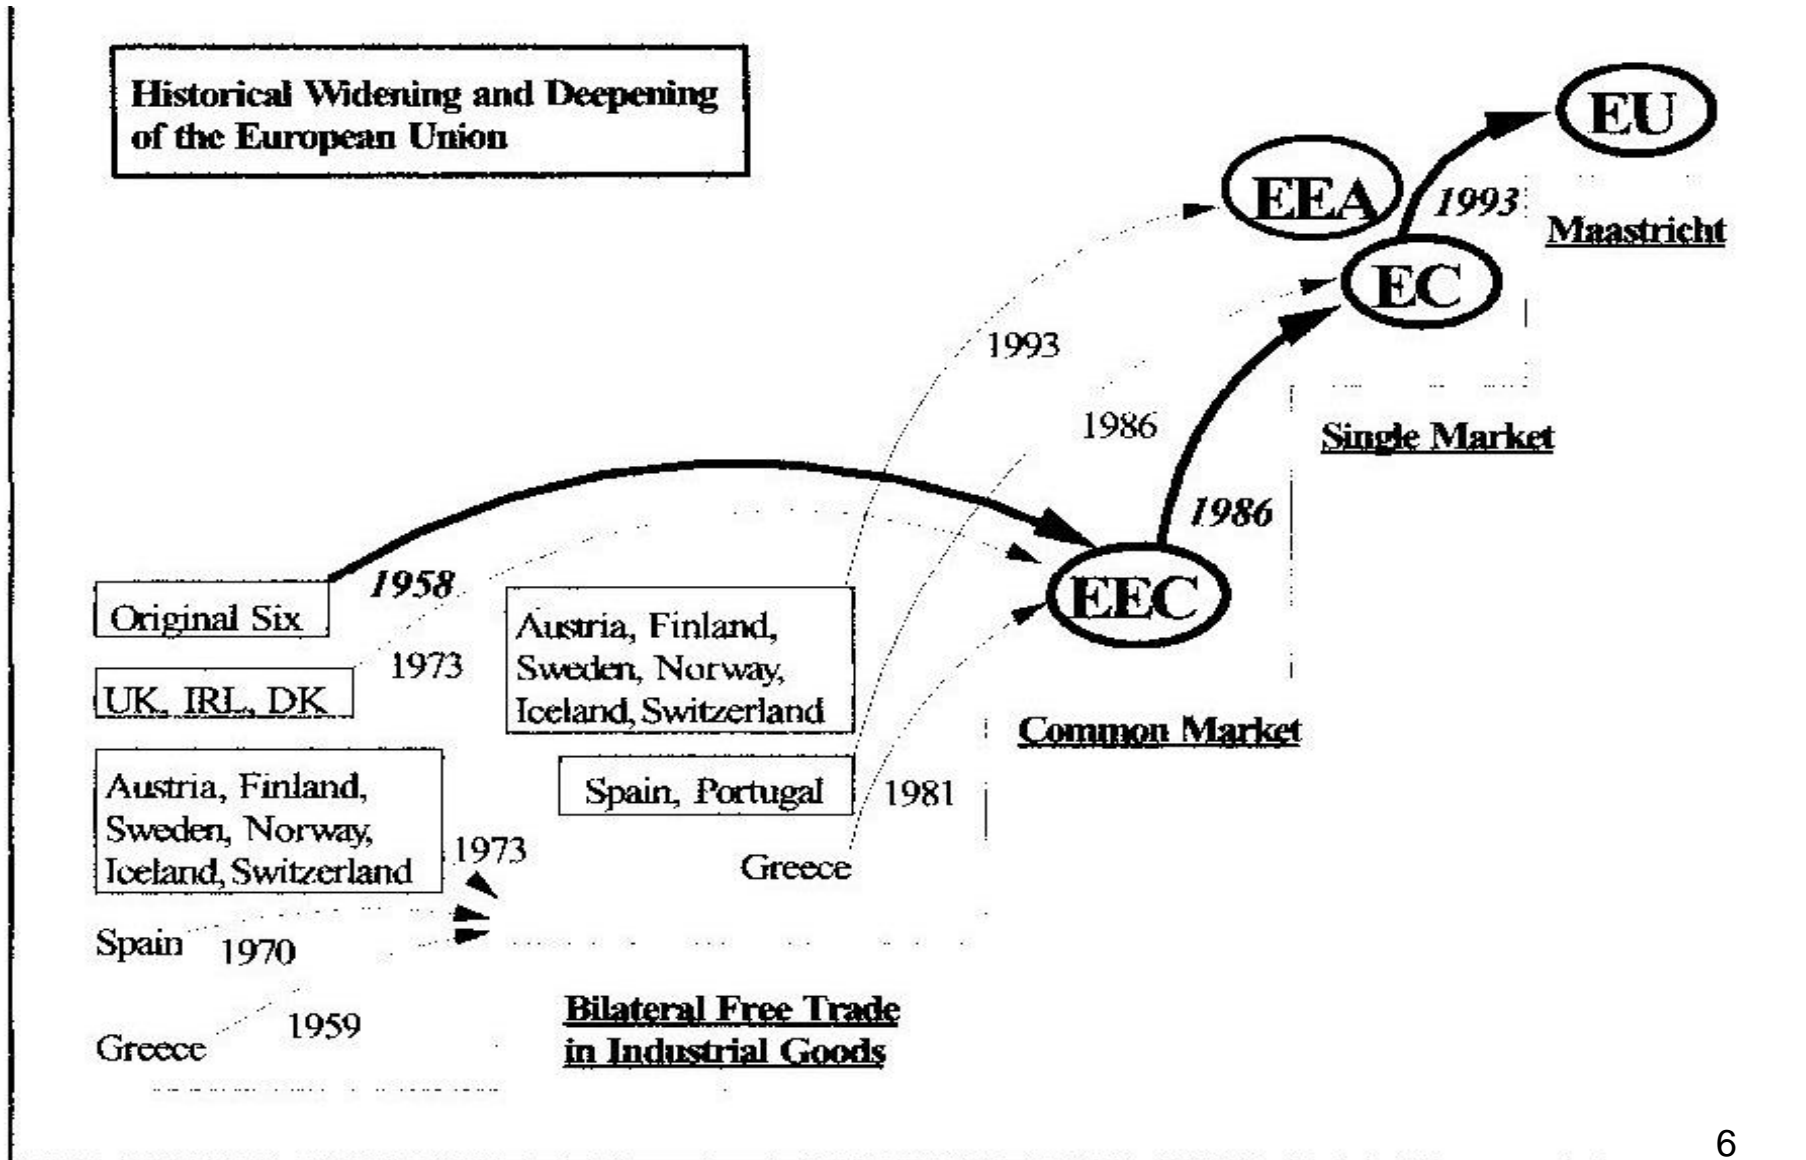 Historical Widening and Deepening
of the European Union
EU
EEA
1993
Maastricht
EC
1993
1986
Single Market
1986
1958
EEC
Original Six
Austria, Finland,
Sweden, Norway,
Iceland, Switzerland
1973
UK, IRL, DK
Common Market
Austria, Finland,
Sweden, Norway,
Iceland, Switzerland
Spain, Portugal
1981
1973
Greece
Spain
1970
Bilateral Free Trade
in Industrial Goods
1959
Greece
6